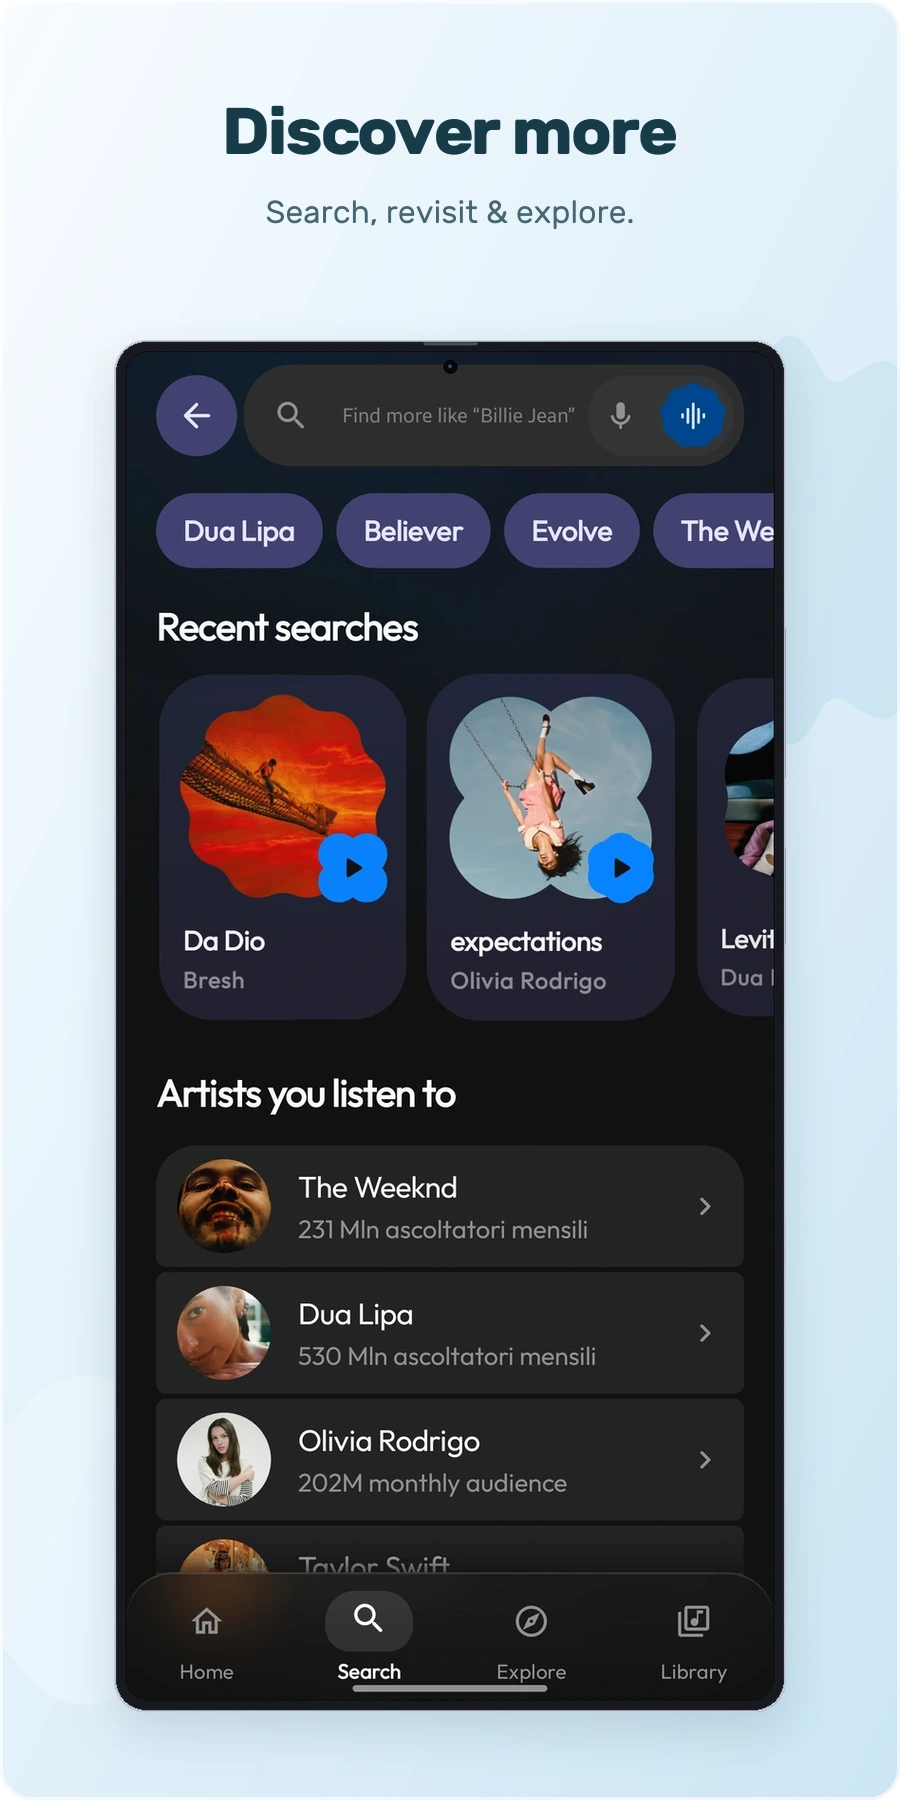 Discover more
Search, revisit & explore.
Find more like “Billie Jean”
Dua Lipa
Believer
Evolve
The We
Recent searches
Da Dio
Bresh
expectations
Olivia Rodrigo
Levit
Dua
Artists you listen to
The Weeknd
231 Mln ascoltatori mensili
Dua Lipa
530 Mln ascoltatori mensili
Olivia Rodrigo
202M monthly audience
Taylor Swift
Home
Search
Explore
Library